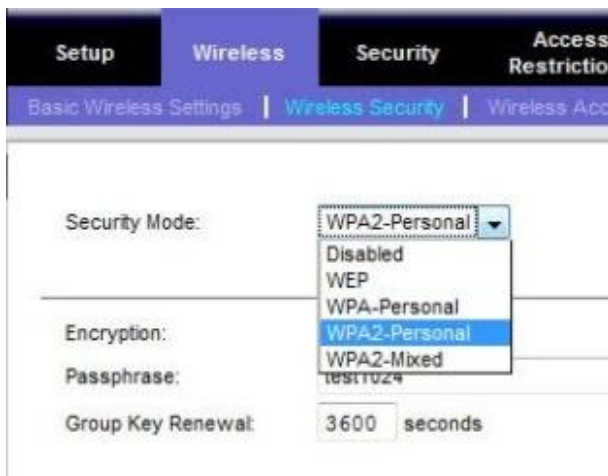 Setup Wireless Security Access
Restrictio
Basic Wireless Settings | Wireless Security | Wireless Acc
Security Mode: WPA2-Personal
Disabled
WEP
WPA-Personal
WPA2-Personal
WPA2-Mixed
Encryption:
Passphrase: test1024
Group Key Renewal: 3600 seconds